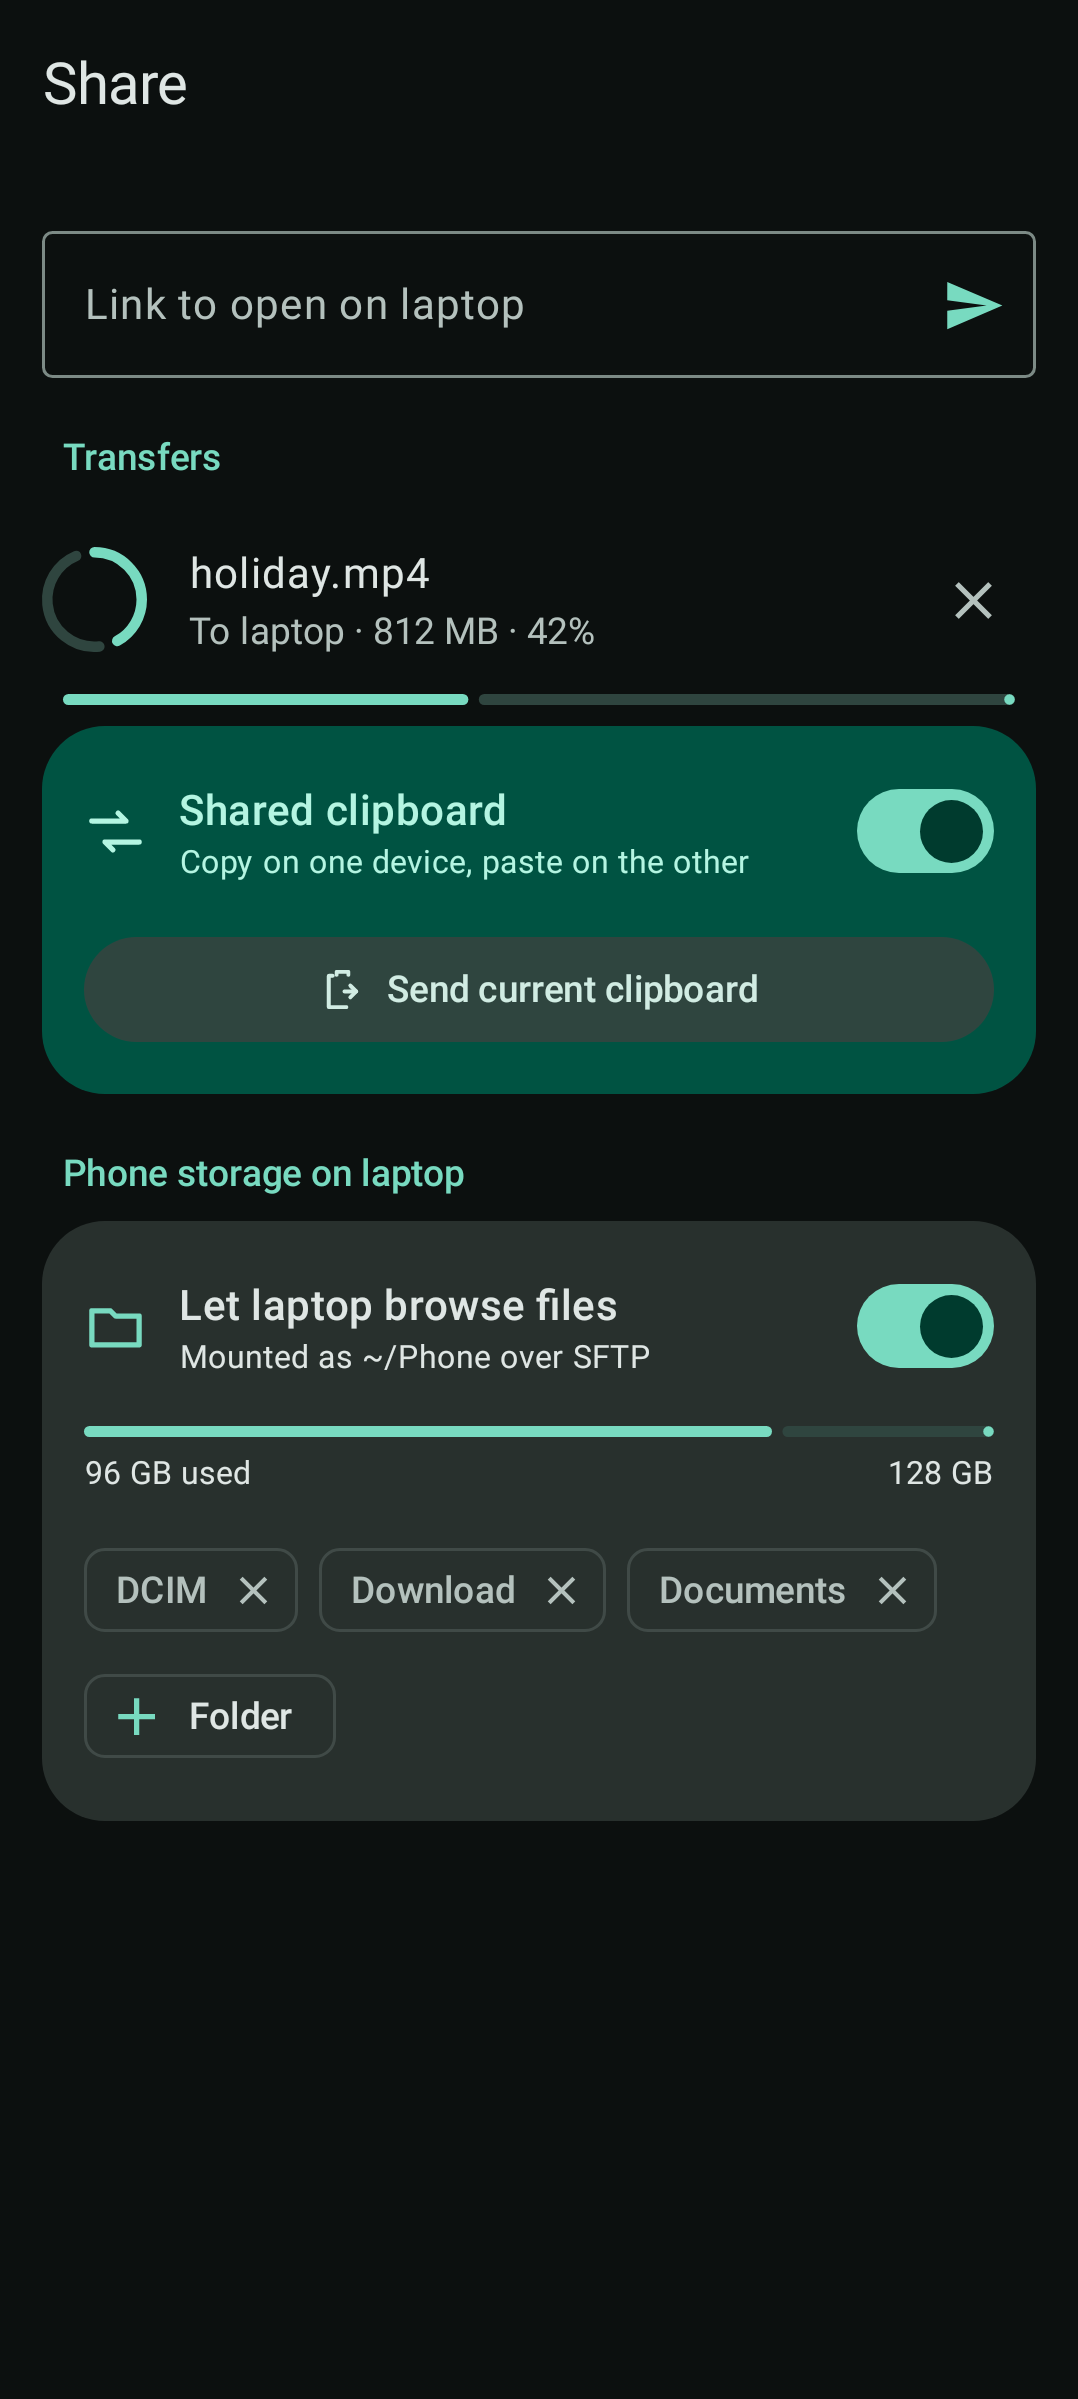 Share
Link to open on laptop
Transfers
holiday.mp4
To laptop · 812 MB · 42%
Shared clipboard
Copy on one device, paste on the other
Send current clipboard
Phone storage on laptop
Let laptop browse files
Mounted as ~/Phone over SFTP
96 GB used 128 GB
DCIM Download Documents
Folder